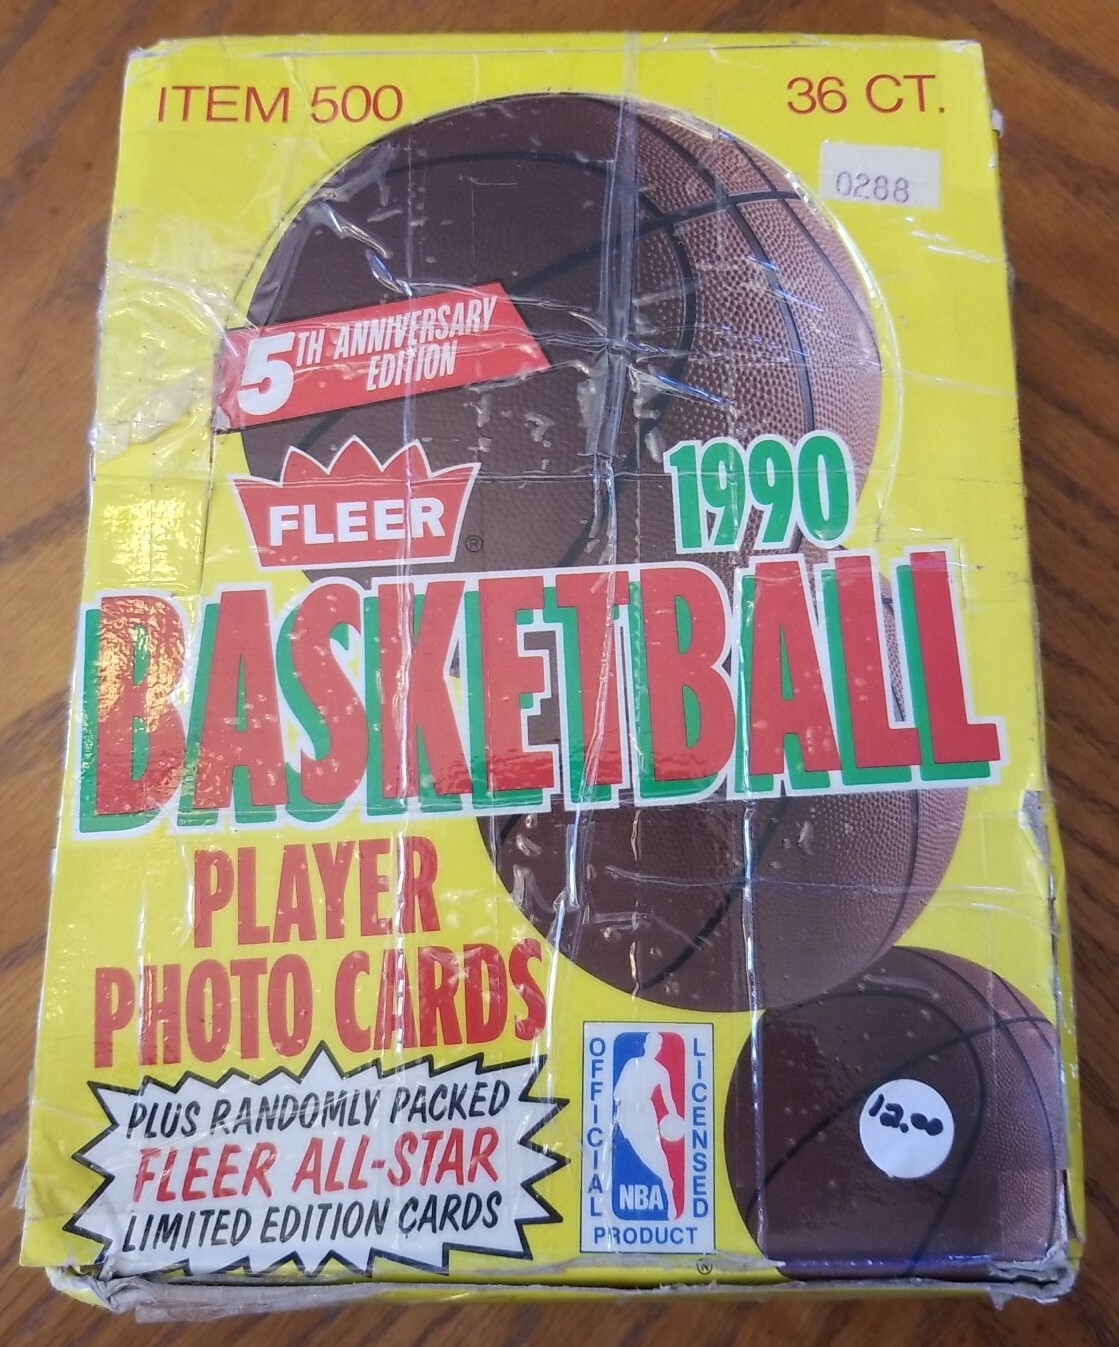 ITEM 500
36 CT.
0288
5TH ANNIVERSARY
EDITION
FLEER®
1990
BASKETBALL
PLAYER
PHOTO CARDS
PLUS RANDOMLY PACKED
FLEER ALL-STAR
LIMITED EDITION CARDS
OFFICIAL
NBA
LICENSED
PRODUCT
®
12.00